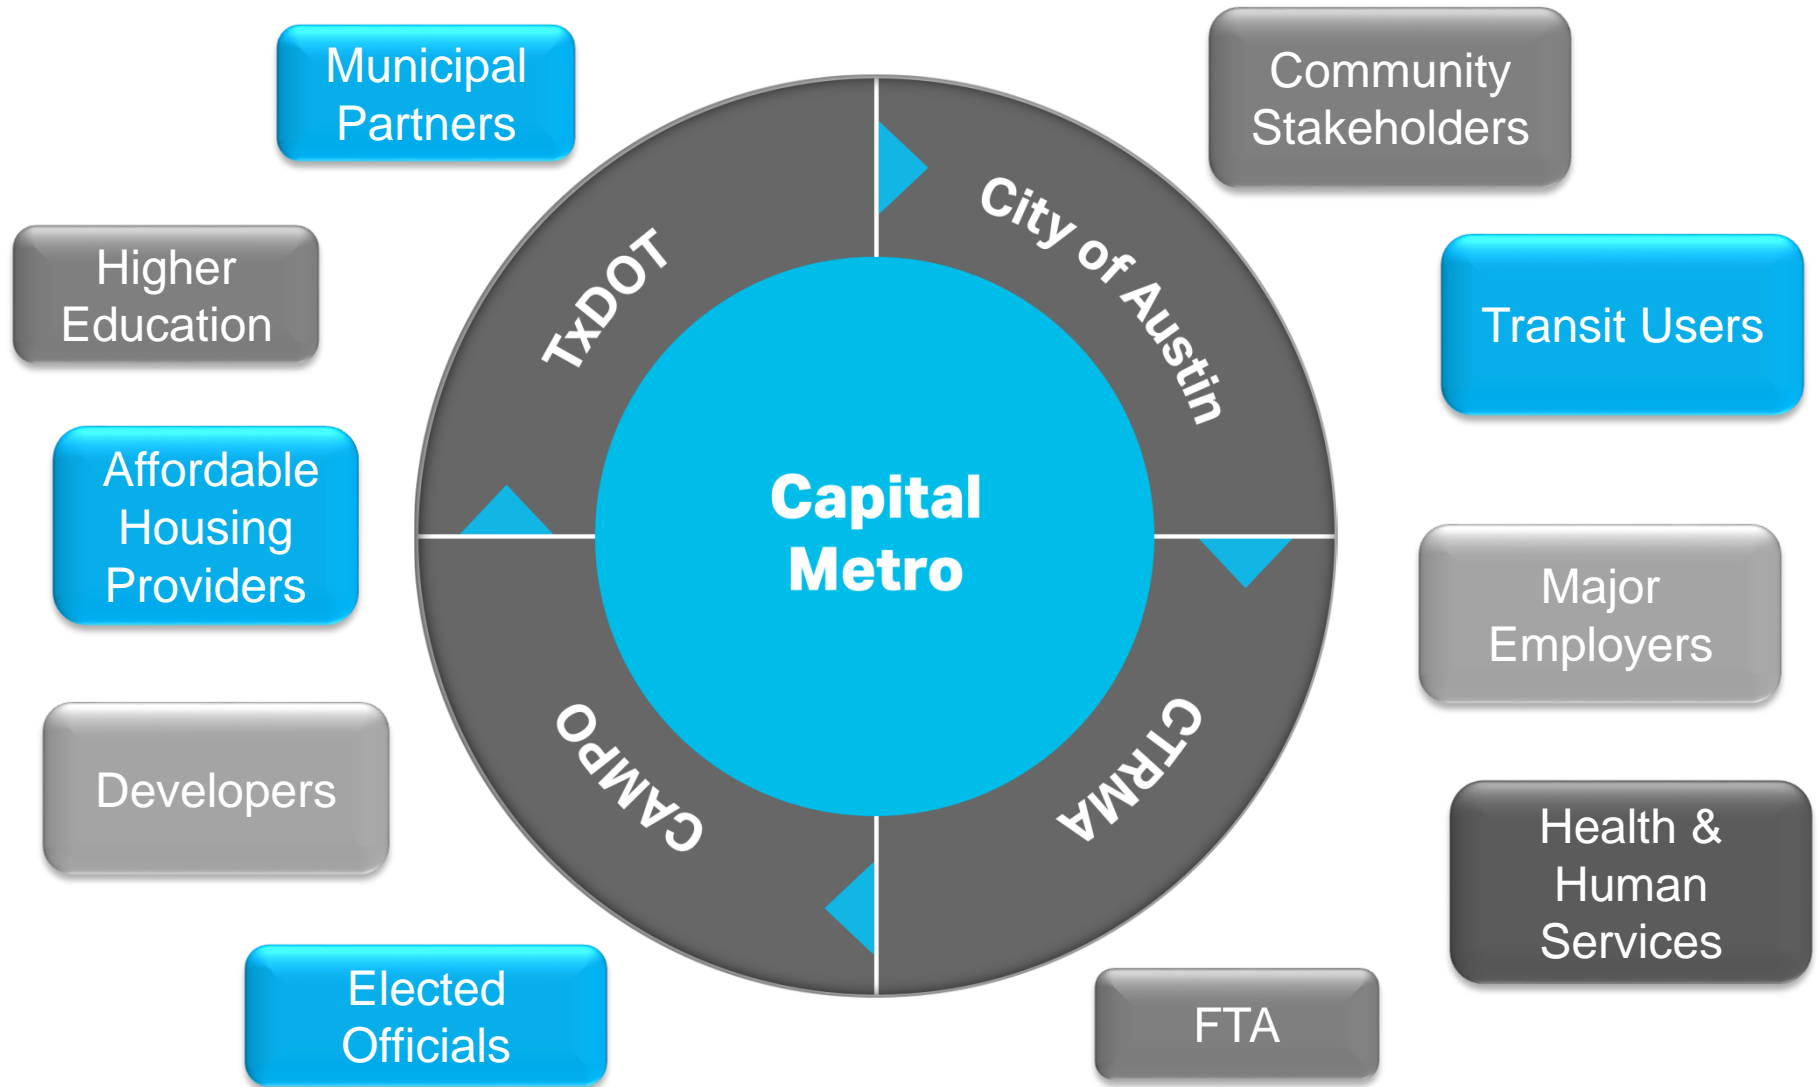 Municipal
Partners
Community
Stakeholders
Higher
Education
TxDOT
City of Austin
Transit Users
Affordable
Housing
Providers
Capital
Metro
Major
Employers
Developers
CAMPO
CTRMA
Health &
Human
Services
Elected
Officials
FTA